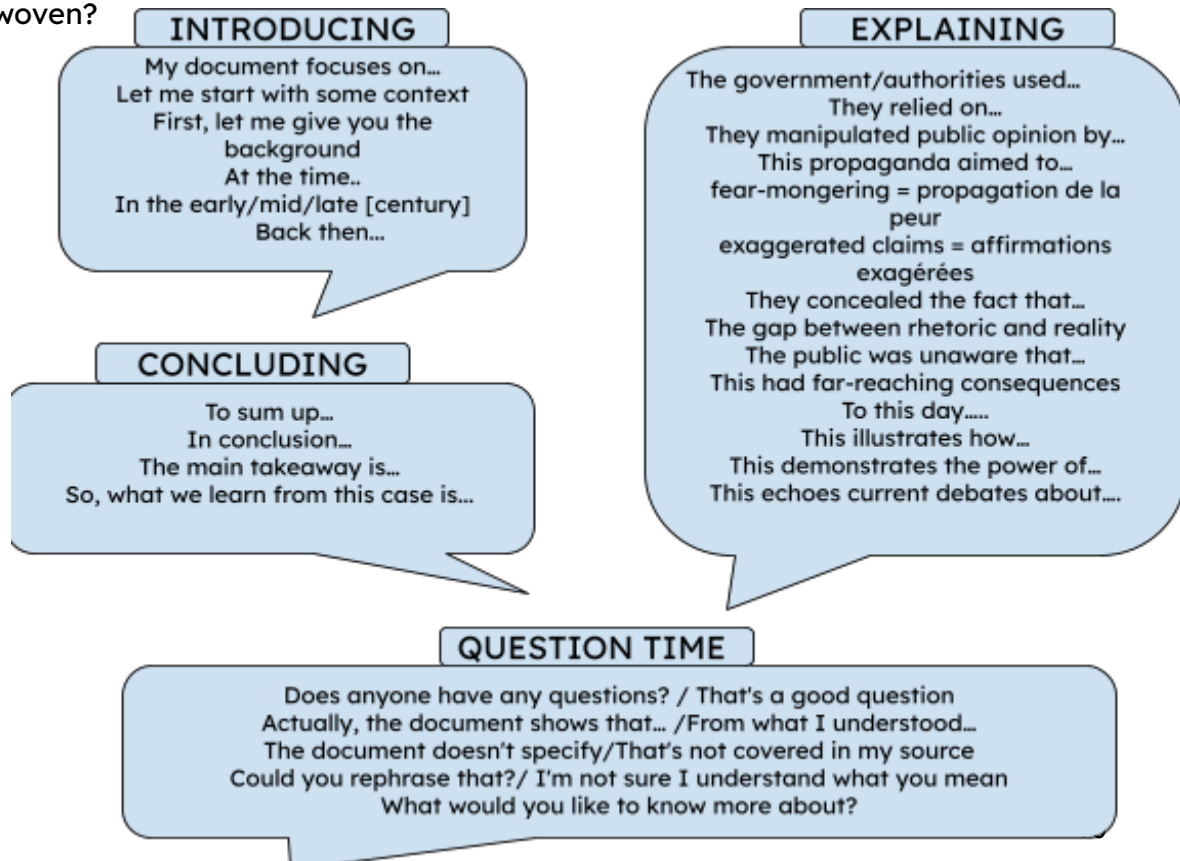 woven?
INTRODUCING
My document focuses on…
Let me start with some context
First, let me give you the
background
At the time..
In the early/mid/late [century]
Back then…
EXPLAINING
The government/authorities used…
They relied on…
They manipulated public opinion by…
This propaganda aimed to…
fear-mongering = propagation de la
peur
exaggerated claims = affirmations
exagérées
They concealed the fact that…
The gap between rhetoric and reality
The public was unaware that…
This had far-reaching consequences
To this day…..
This illustrates how…
This demonstrates the power of…
This echoes current debates about….
CONCLUDING
To sum up…
In conclusion…
The main takeaway is…
So, what we learn from this case is...
QUESTION TIME
Does anyone have any questions? / That's a good question
Actually, the document shows that… /From what I understood…
The document doesn't specify/That's not covered in my source
Could you rephrase that?/ I'm not sure I understand what you mean
What would you like to know more about?